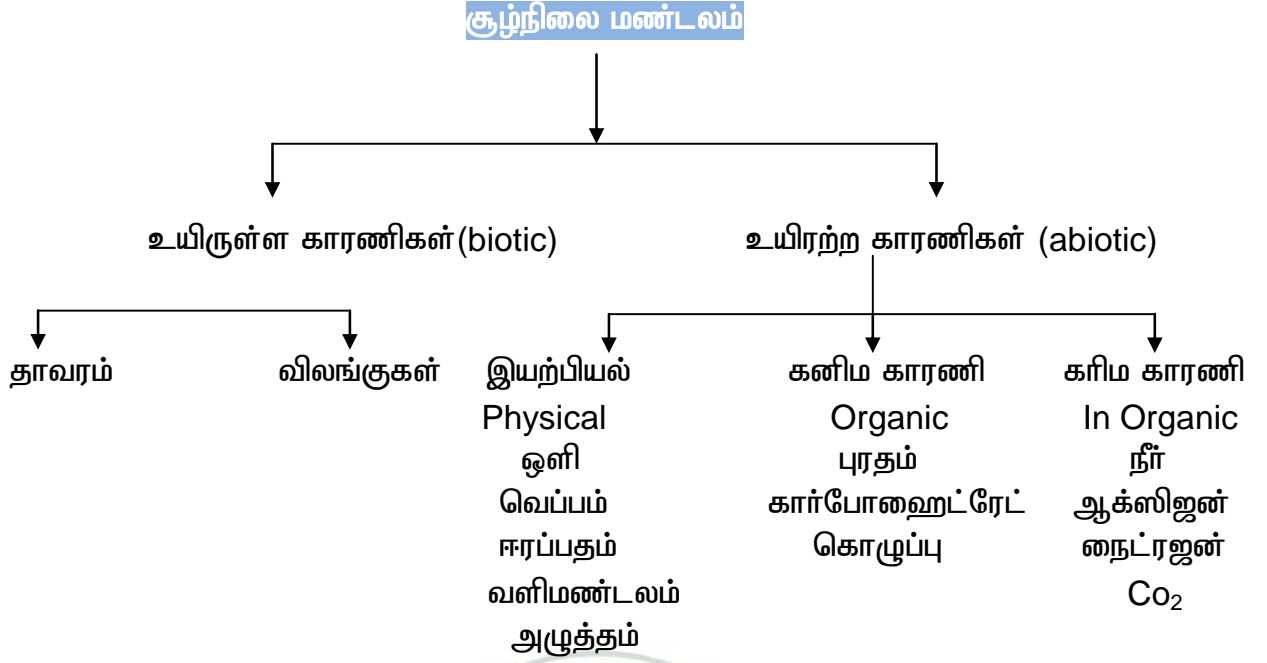 சூழ்நிலை மண்டலம்
உயிருள்ள காரணிகள்(biotic) உயிரற்ற காரணிகள் (abiotic)
தாவரம் விலங்குகள் இயற்பியல் கனிம காரணி கரிம காரணி
Physical Organic In Organic
ஒளி புரதம் நீர்
வெப்பம் கார்போஹைட்ரேட் ஆக்ஸிஜன்
ஈரப்பதம் கொழுப்பு நைட்ரஜன்
வளிமண்டலம் Co₂
அழுத்தம்